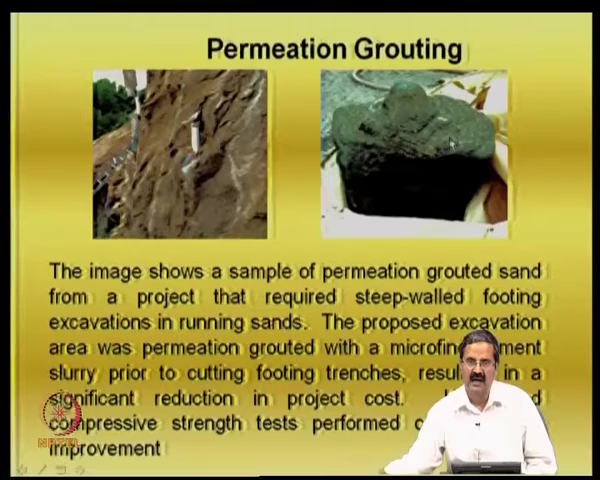 Permeation Grouting
The image shows a sample of permeation grouted sand
from a project that required steep-walled footing
excavations in running sands. The proposed excavation
area was permeation grouted with a microfine
slurry prior to cutting footing trenches, in a
significant reduction in project cost.
compressive strength tests performed
improvement
NPTEL